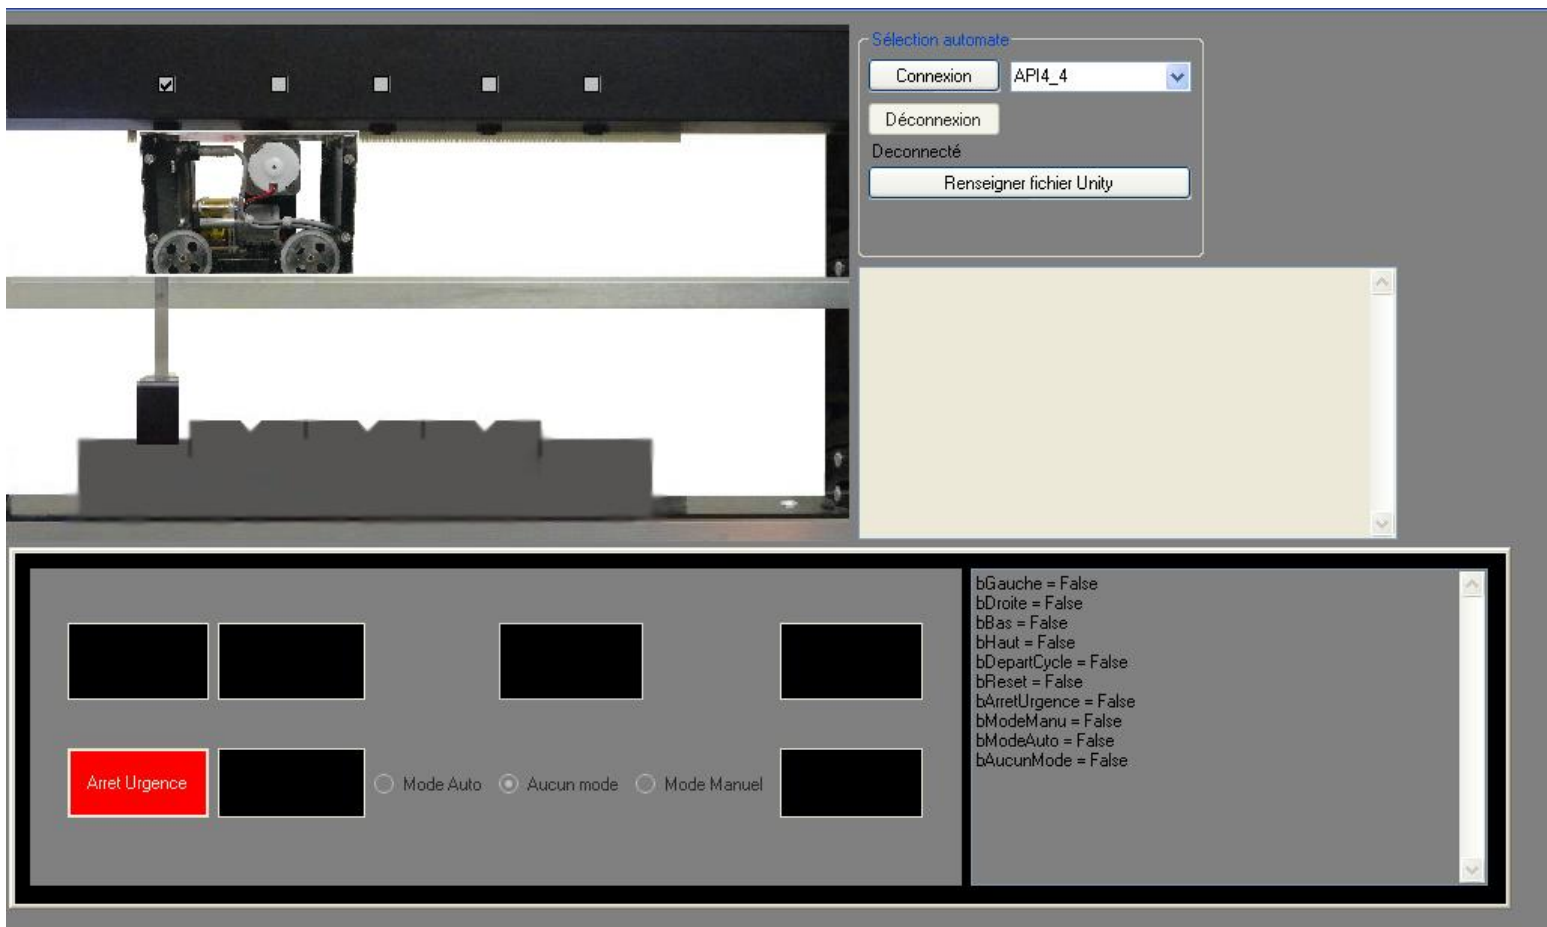 Sélection automate
Connexion
API4_4
Déconnexion
Deconnecté
Renseigner fichier Unity
bGauche = False
bDroite = False
bBas = False
bHaut = False
bDepartCycle = False
bReset = False
bArretUrgence = False
bModeManu = False
bModeAuto = False
bAucunMode = False
Arret Urgence
Mode Auto
Aucun mode
Mode Manuel